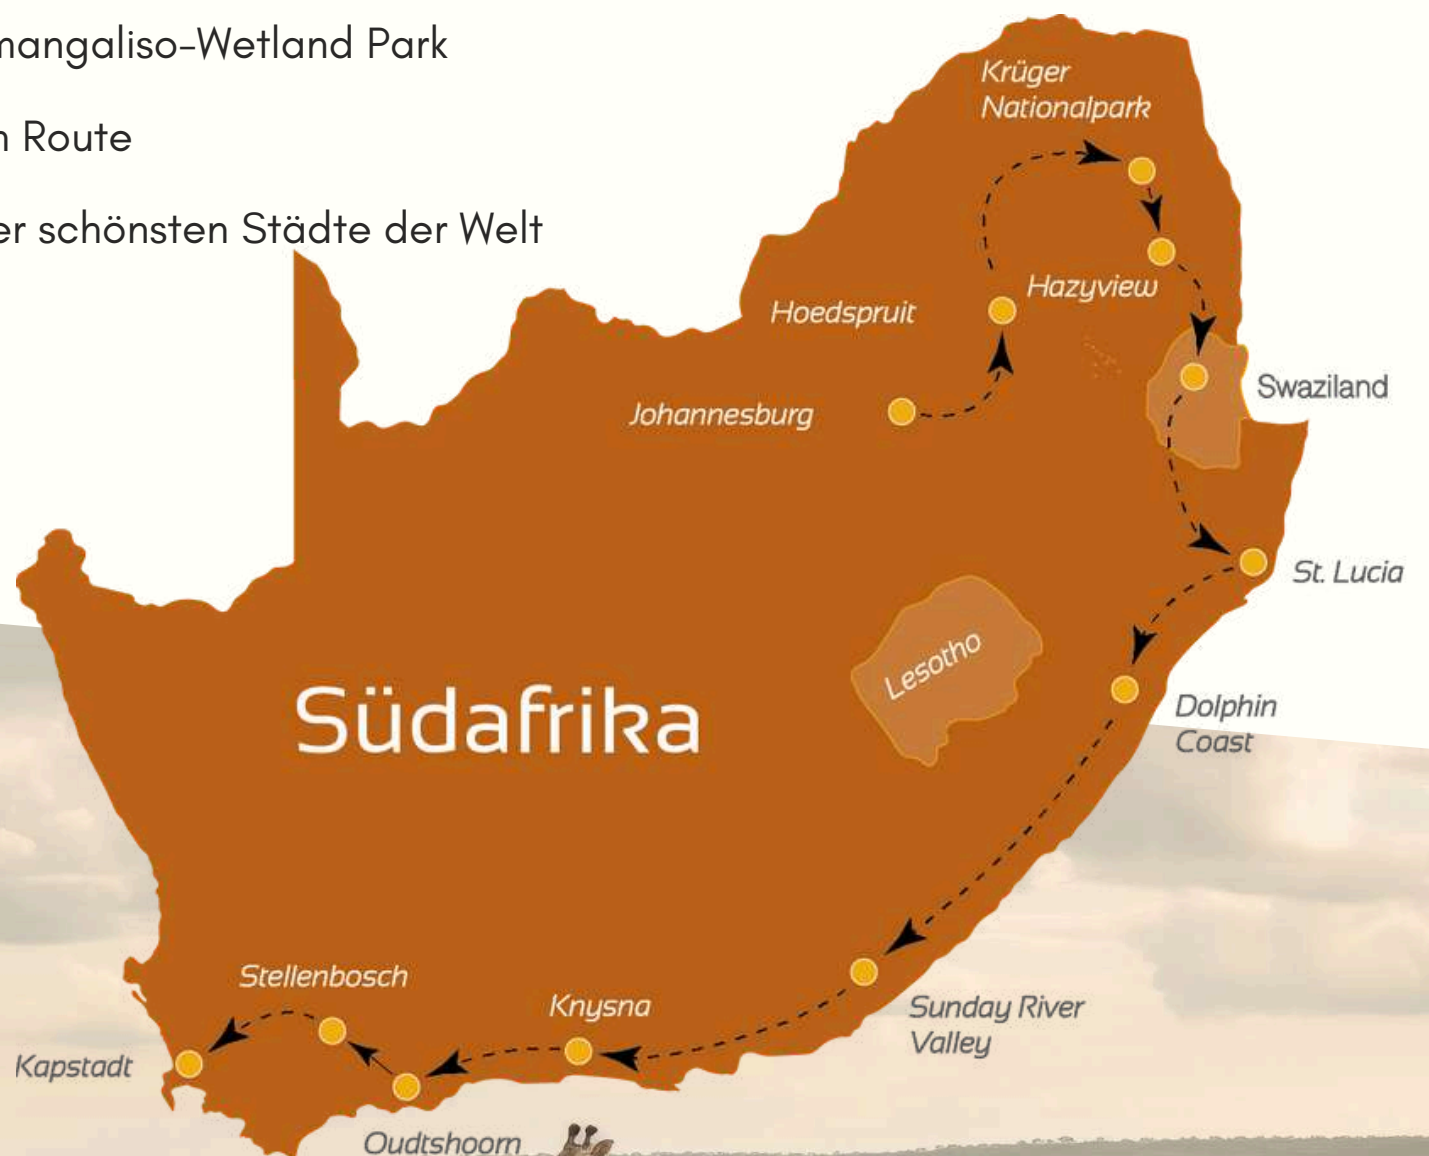 mangaliso-Wetland Park
n Route
er schönsten Städte der Welt
Krüger
Nationalpark
Hazyview
Hoedspruit
Swaziland
Johannesburg
St. Lucia
Lesotho
Südafrika
Dolphin
Coast
Stellenbosch
Knysna
Sunday River
Valley
Kapstadt
Oudtshoorn